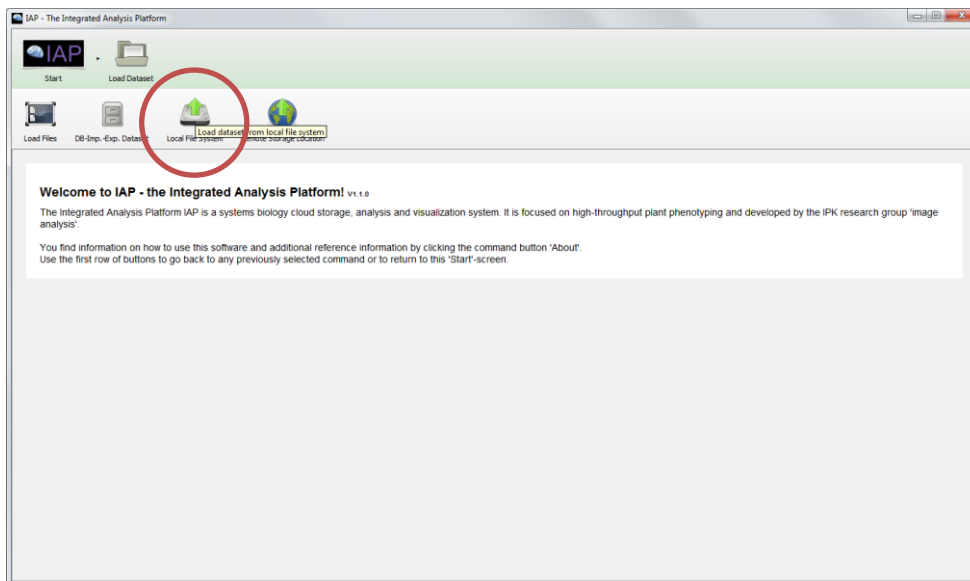 IAP - The Integrated Analysis Platform
IAP
Start
Load Dataset
Load Files
DB-Imp.-Exp. Dataset
Local File System
Load dataset from local file system
Remote Storage Location
Welcome to IAP - the Integrated Analysis Platform! V1.1.0
The Integrated Analysis Platform IAP is a systems biology cloud storage, analysis and visualization system. It is focused on high-throughput plant phenotyping and developed by the IPK research group 'image
analysis'.
You find information on how to use this software and additional reference information by clicking the command button 'About'.
Use the first row of buttons to go back to any previously selected command or to return to this 'Start'-screen.